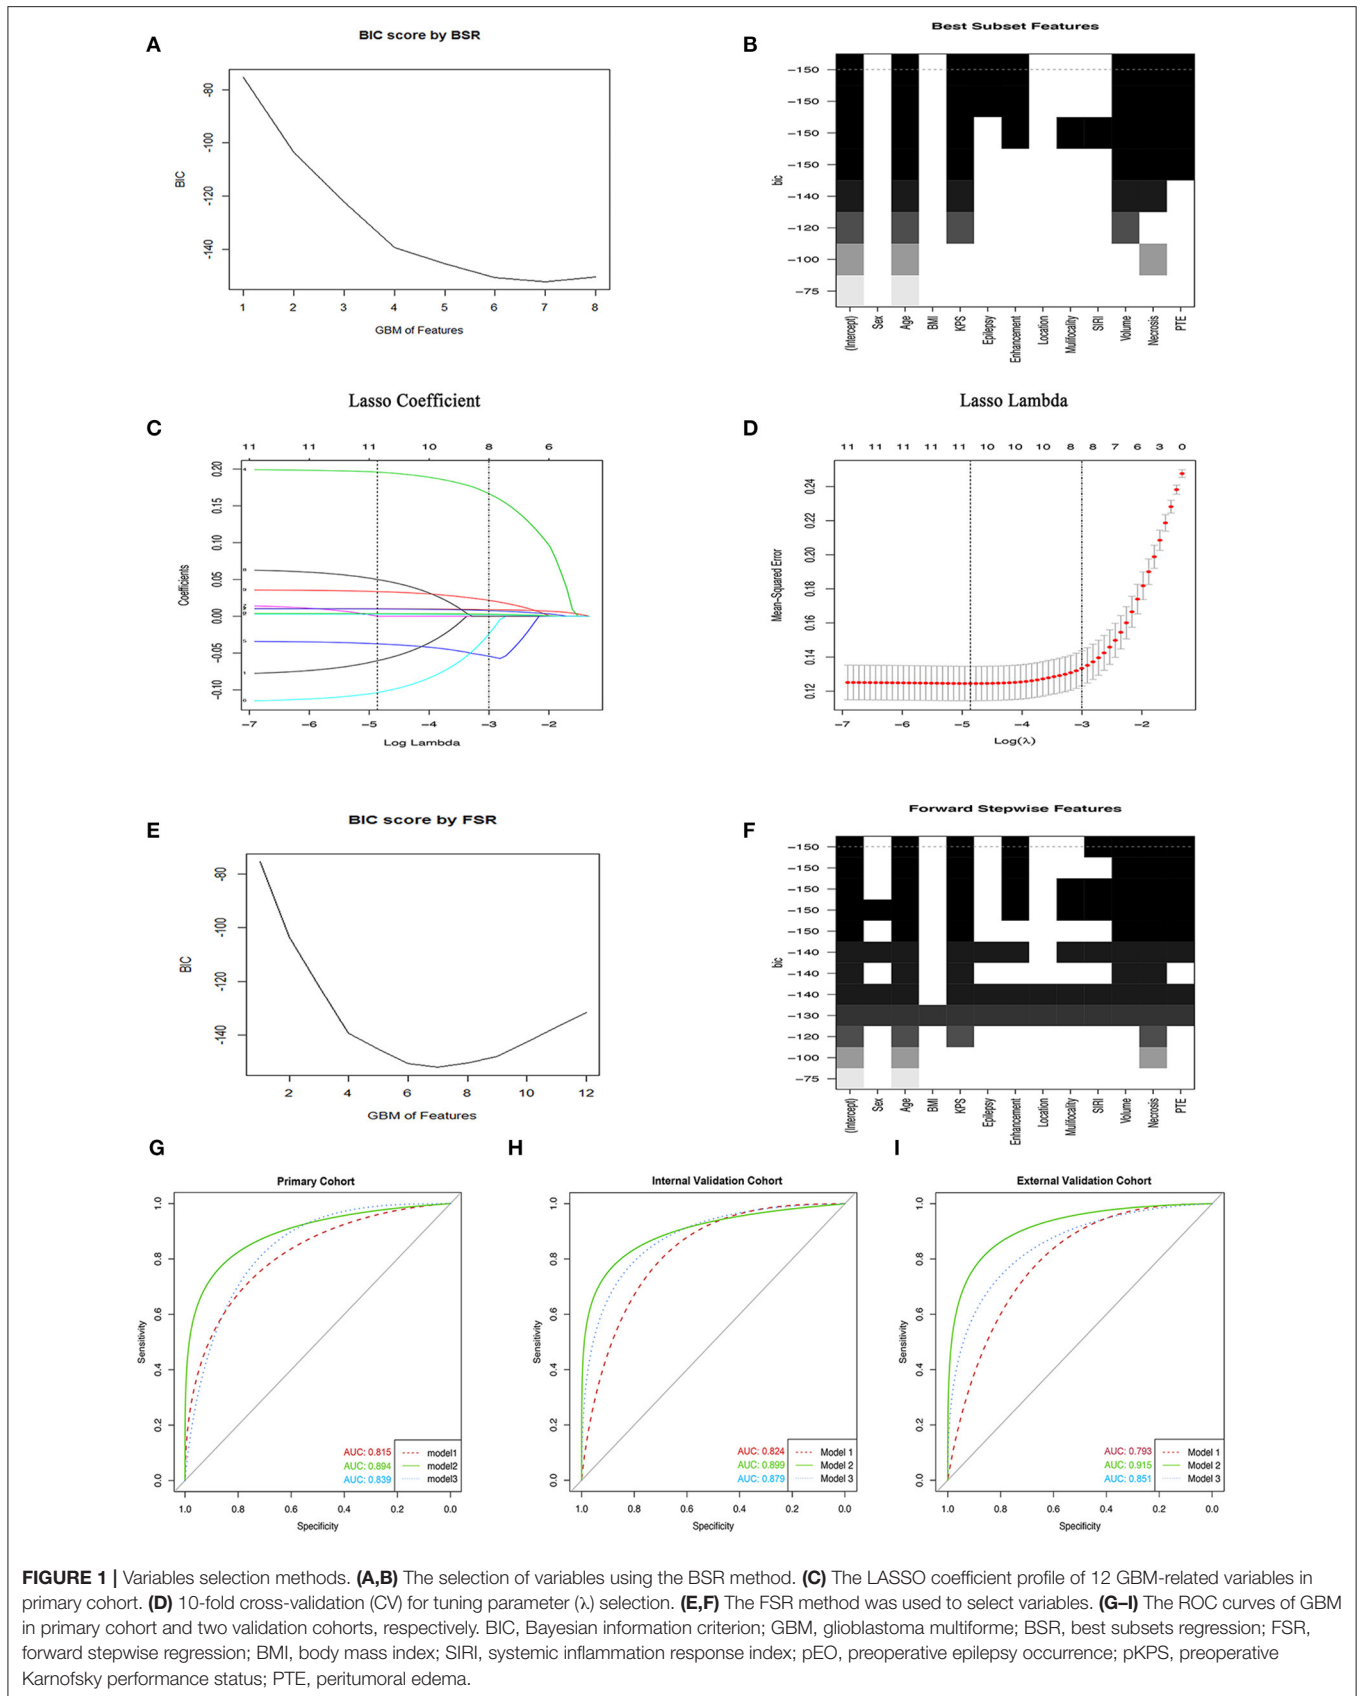 A
BIC score by BSR
BIC
-80
-100
-120
-140
1 2 3 4 5 6 7 8
GBM of Features
B
Best Subset Features
bic
−150
−150
−150
−150
−140
−120
−100
−75
(Intercept)
Sex
Age
BMI
KPS
Epilepsy
Enhancement
Location
Mulifocality
SIRI
Volume
Necrosis
PTE
Lasso Coefficient
C
11 11 11 10 8 6
Coefficients
0.20
0.15
0.10
0.05
0.00
−0.05
−0.10
−7 −6 −5 −4 −3 −2
Log Lambda
Lasso Lambda
D
11 11 11 11 11 10 10 10 8 8 7 6 3 0
Mean−Squared Error
0.24
0.22
0.20
0.18
0.16
0.14
0.12
−7 −6 −5 −4 −3 −2
Log(λ)
E
BIC score by FSR
BIC
-80
-100
-120
-140
2 4 6 8 10 12
GBM of Features
F
Forward Stepwise Features
bic
−150
−150
−150
−150
−150
−140
−140
−140
−130
−120
−100
−75
(Intercept)
Sex
Age
BMI
KPS
Epilepsy
Enhancement
Location
Mulifocality
SIRI
Volume
Necrosis
PTE
G
Primary Cohort
Sensitivity
1.0
0.8
0.6
0.4
0.2
0.0
AUC: 0.815 model1
AUC: 0.894 model2
AUC: 0.839 model3
1.0 0.8 0.6 0.4 0.2 0.0
Specificity
H
Internal Validation Cohort
Sensitivity
1.0
0.8
0.6
0.4
0.2
0.0
AUC: 0.824 Model 1
AUC: 0.899 Model 2
AUC: 0.879 Model 3
1.0 0.8 0.6 0.4 0.2 0.0
Specificity
I
External Validation Cohort
Sensitivity
1.0
0.8
0.6
0.4
0.2
0.0
AUC: 0.793 Model 1
AUC: 0.915 Model 2
AUC: 0.851 Model 3
1.0 0.8 0.6 0.4 0.2 0.0
Specificity
FIGURE 1 | Variables selection methods. (A,B) The selection of variables using the BSR method. (C) The LASSO coefficient profile of 12 GBM-related variables in
primary cohort. (D) 10-fold cross-validation (CV) for tuning parameter (λ) selection. (E,F) The FSR method was used to select variables. (G–I) The ROC curves of GBM
in primary cohort and two validation cohorts, respectively. BIC, Bayesian information criterion; GBM, glioblastoma multiforme; BSR, best subsets regression; FSR,
forward stepwise regression; BMI, body mass index; SIRI, systemic inflammation response index; pEO, preoperative epilepsy occurrence; pKPS, preoperative
Karnofsky performance status; PTE, peritumoral edema.